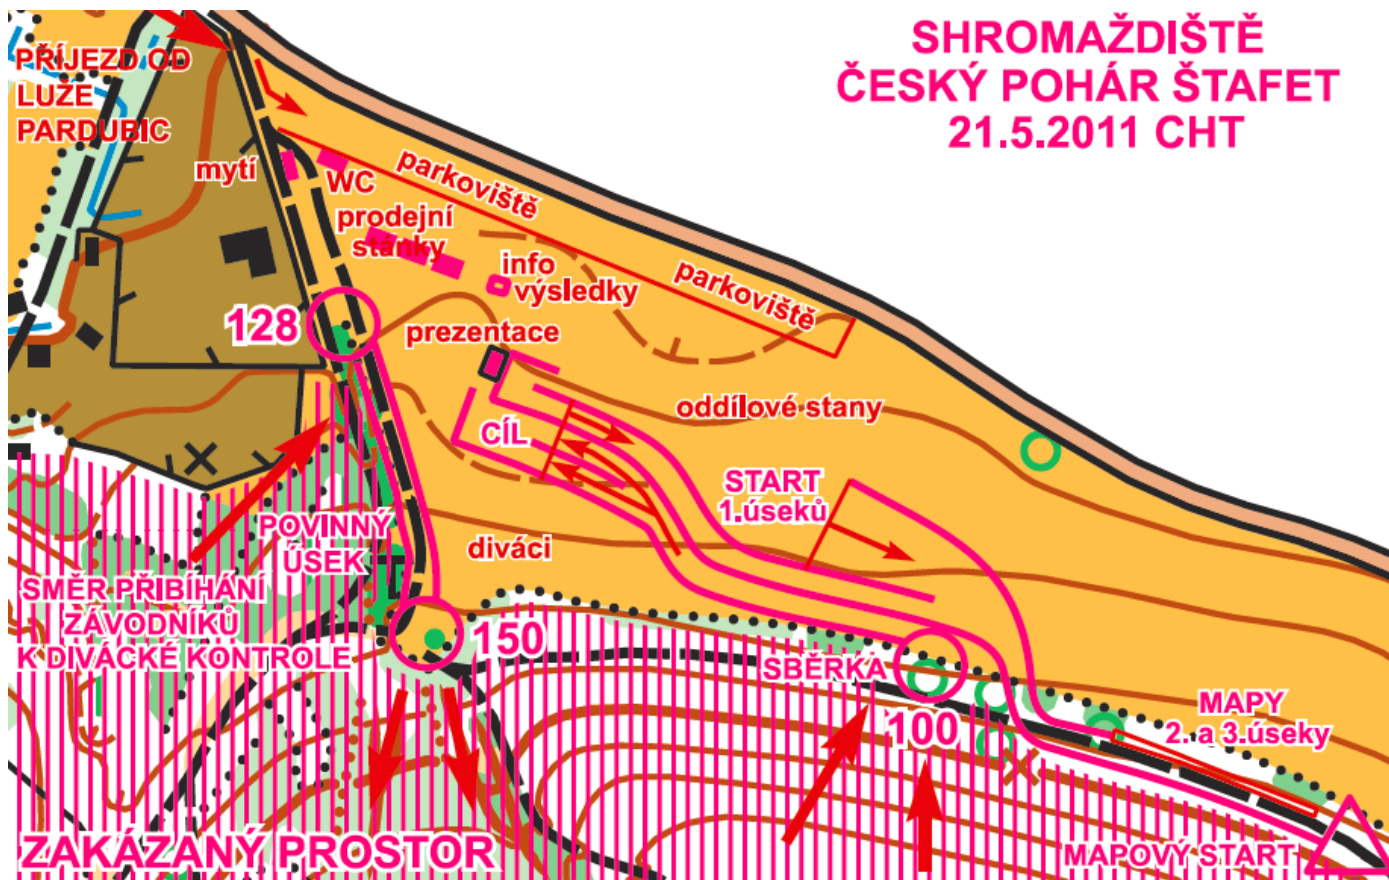 SHROMAŽDIŠTĚ
ČESKÝ POHÁR ŠTAFET
21.5.2011 CHT
PŘÍJEZD OD
LUŽE
PARDUBIC
mytí
WC
parkoviště
prodejní
stánky
info
výsledky
parkoviště
128
prezentace
oddílové stany
CÍL
START
1.úseků
POVINNÝ
ÚSEK
diváci
SMĚR PŘIBÍHÁNÍ
ZÁVODNÍKŮ
K DIVÁCKÉ KONTROLE
150
SBĚRKA
100
MAPY
2. a 3.úseky
ZAKÁZANÝ PROSTOR
MAPOVÝ START